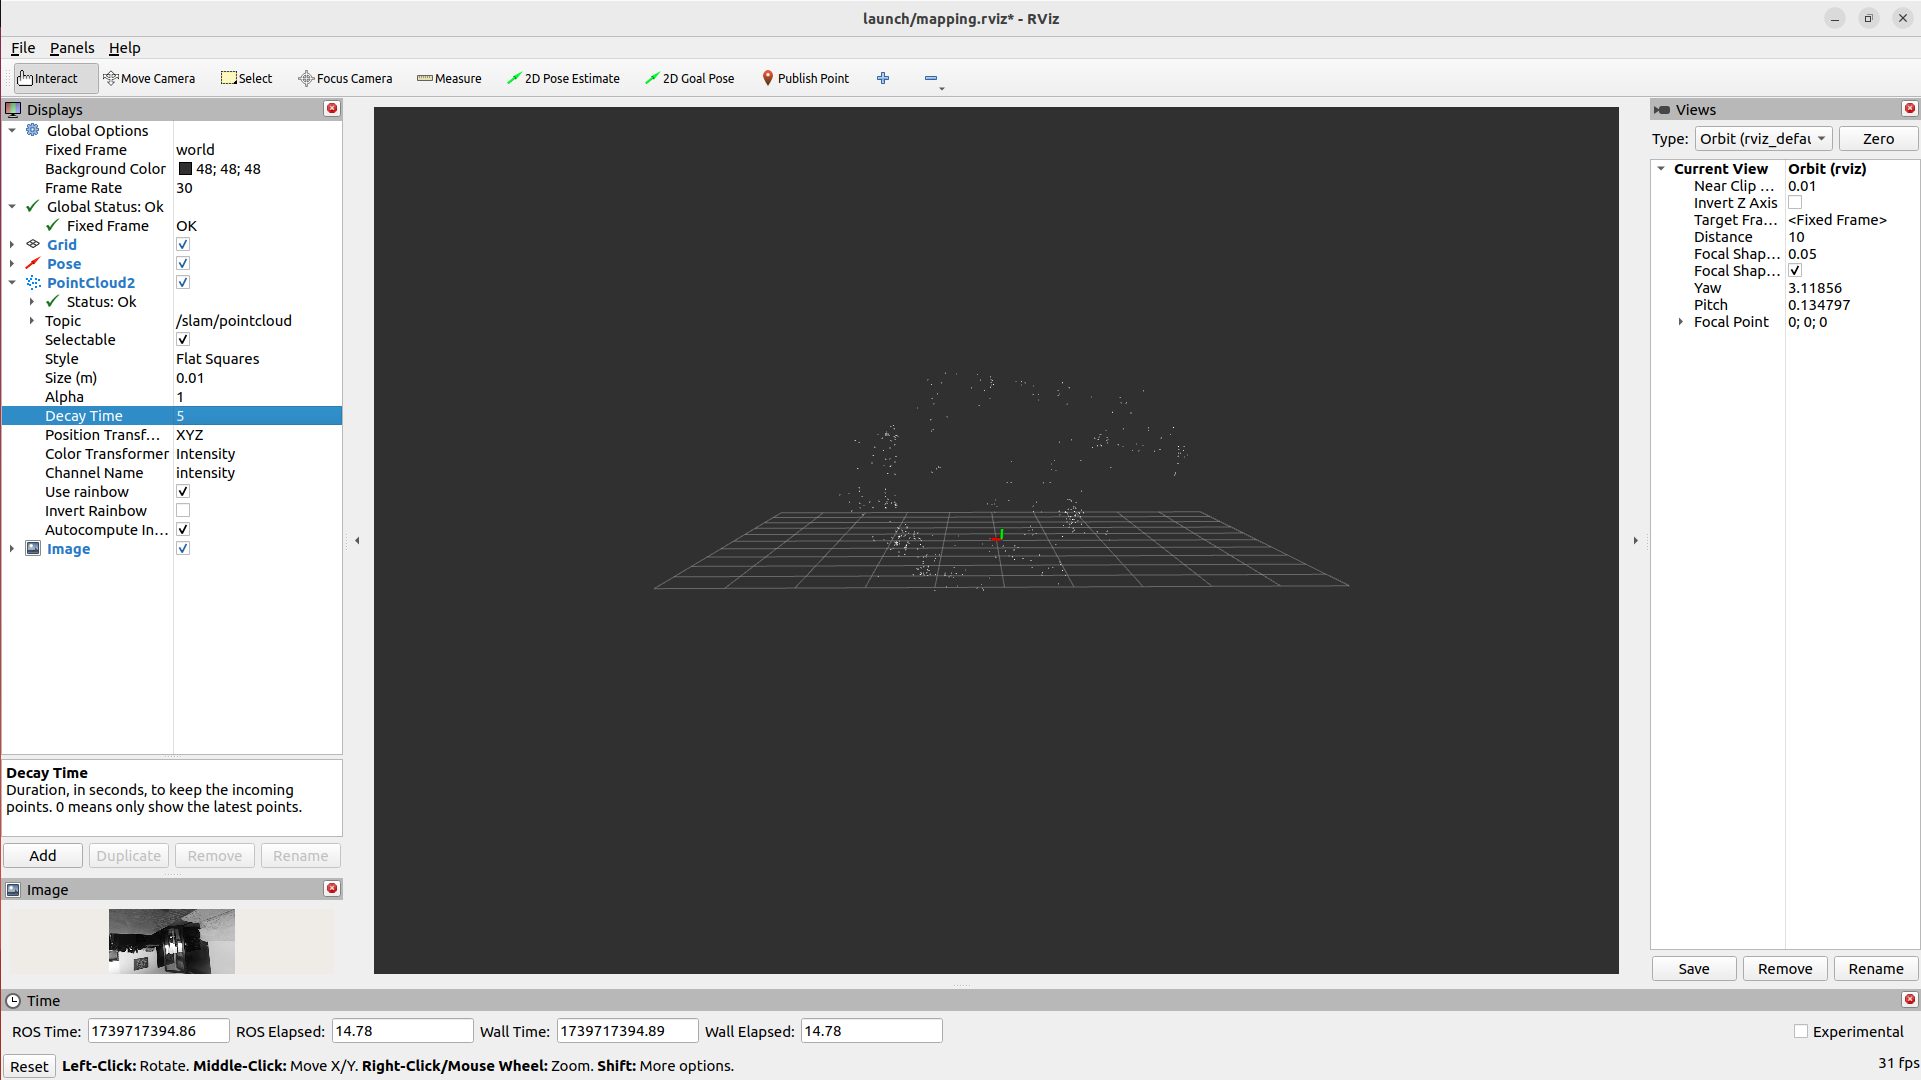 launch/mapping.rviz* - RViz
File Panels Help
Interact Move Camera Select Focus Camera Measure 2D Pose Estimate 2D Goal Pose Publish Point
Displays
Global Options
Fixed Frame world
Background Color 48; 48; 48
Frame Rate 30
Global Status: Ok
Fixed Frame OK
Grid
Pose
PointCloud2
Status: Ok
Topic /slam/pointcloud
Selectable
Style Flat Squares
Size (m) 0.01
Alpha 1
Decay Time 5
Position Transf... XYZ
Color Transformer Intensity
Channel Name intensity
Use rainbow
Invert Rainbow
Autocompute In...
Image
Decay Time
Duration, in seconds, to keep the incoming
points. 0 means only show the latest points.
Add Duplicate Remove Rename
Image
Views
Type: Orbit (rviz_defau Zero
Current View Orbit (rviz)
Near Clip ... 0.01
Invert Z Axis
Target Fra... <Fixed Frame>
Distance 10
Focal Shap... 0.05
Focal Shap...
Yaw 3.11856
Pitch 0.134797
Focal Point 0; 0; 0
Save Remove Rename
Time
ROS Time: 1739717394.86 ROS Elapsed: 14.78 Wall Time: 1739717394.89 Wall Elapsed: 14.78 Experimental
Reset Left-Click: Rotate. Middle-Click: Move X/Y. Right-Click/Mouse Wheel: Zoom. Shift: More options. 31 fps